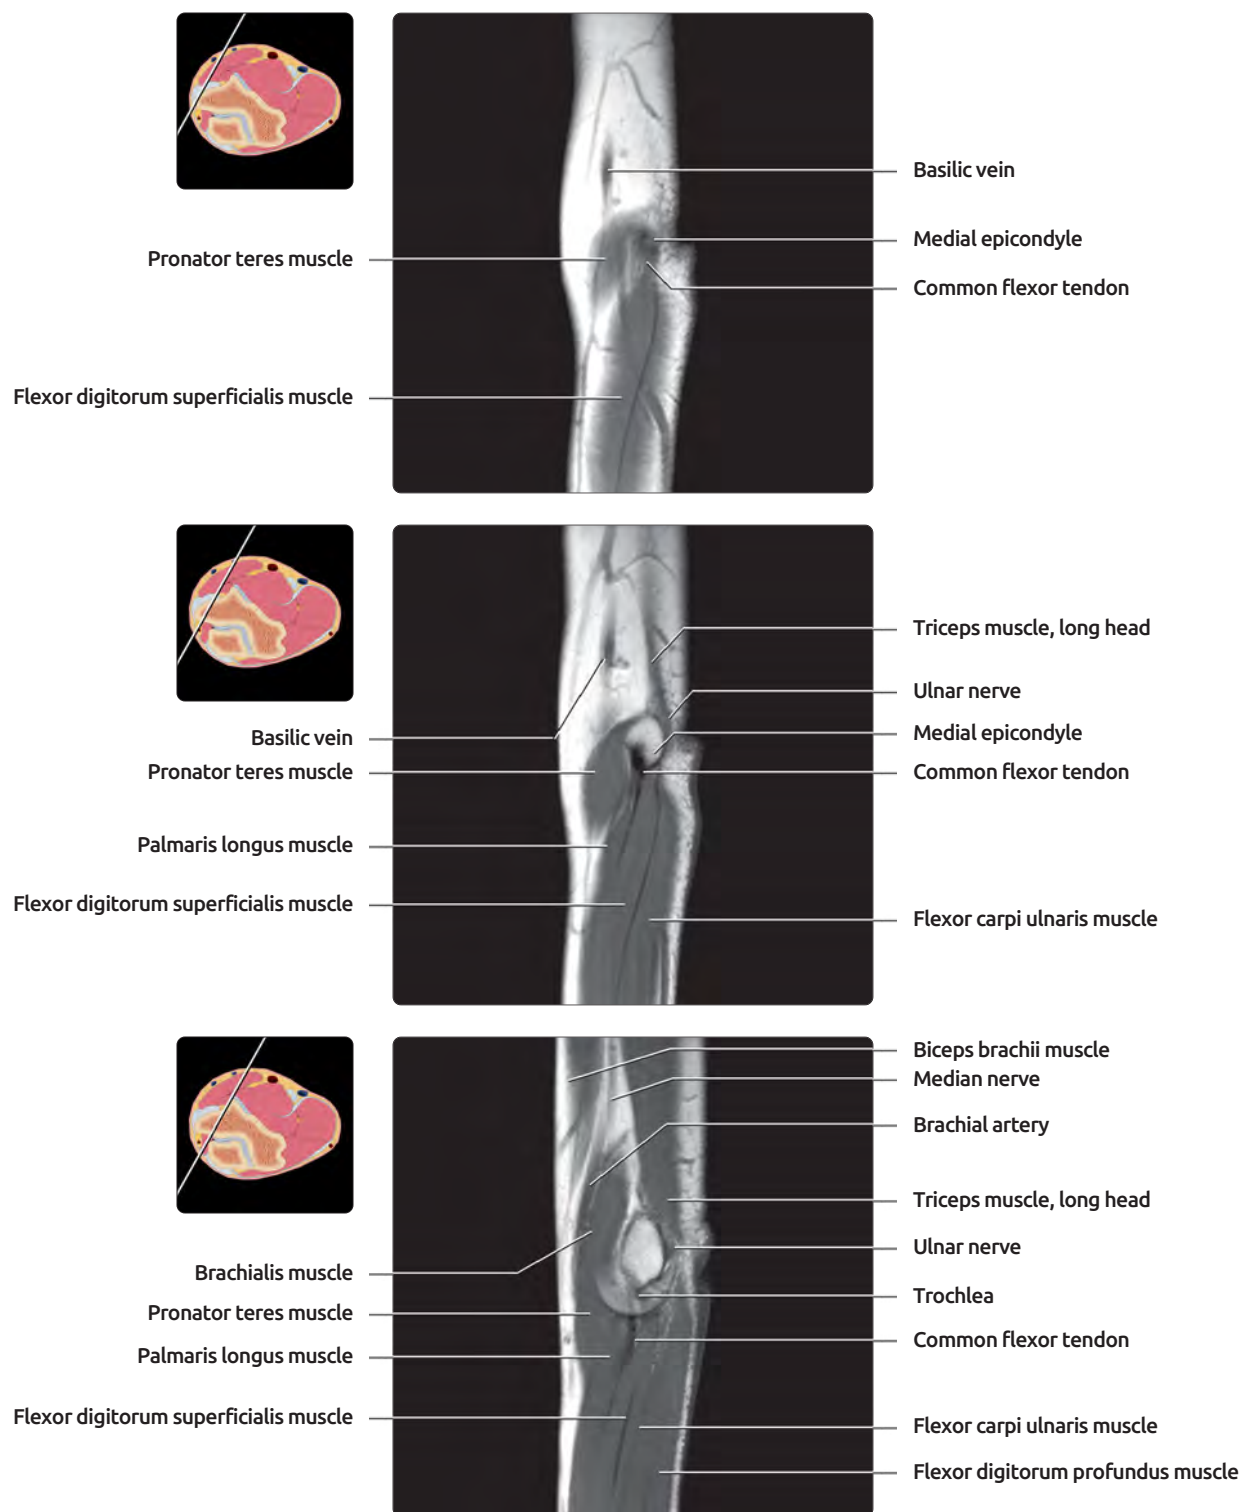 Basilic vein
Medial epicondyle
Pronator teres muscle
Common flexor tendon
Flexor digitorum superficialis muscle
Triceps muscle, long head
Ulnar nerve
Basilic vein
Medial epicondyle
Pronator teres muscle
Common flexor tendon
Palmaris longus muscle
Flexor digitorum superficialis muscle
Flexor carpi ulnaris muscle
Biceps brachii muscle
Median nerve
Brachial artery
Triceps muscle, long head
Ulnar nerve
Brachialis muscle
Trochlea
Pronator teres muscle
Common flexor tendon
Palmaris longus muscle
Flexor digitorum superficialis muscle
Flexor carpi ulnaris muscle
Flexor digitorum profundus muscle